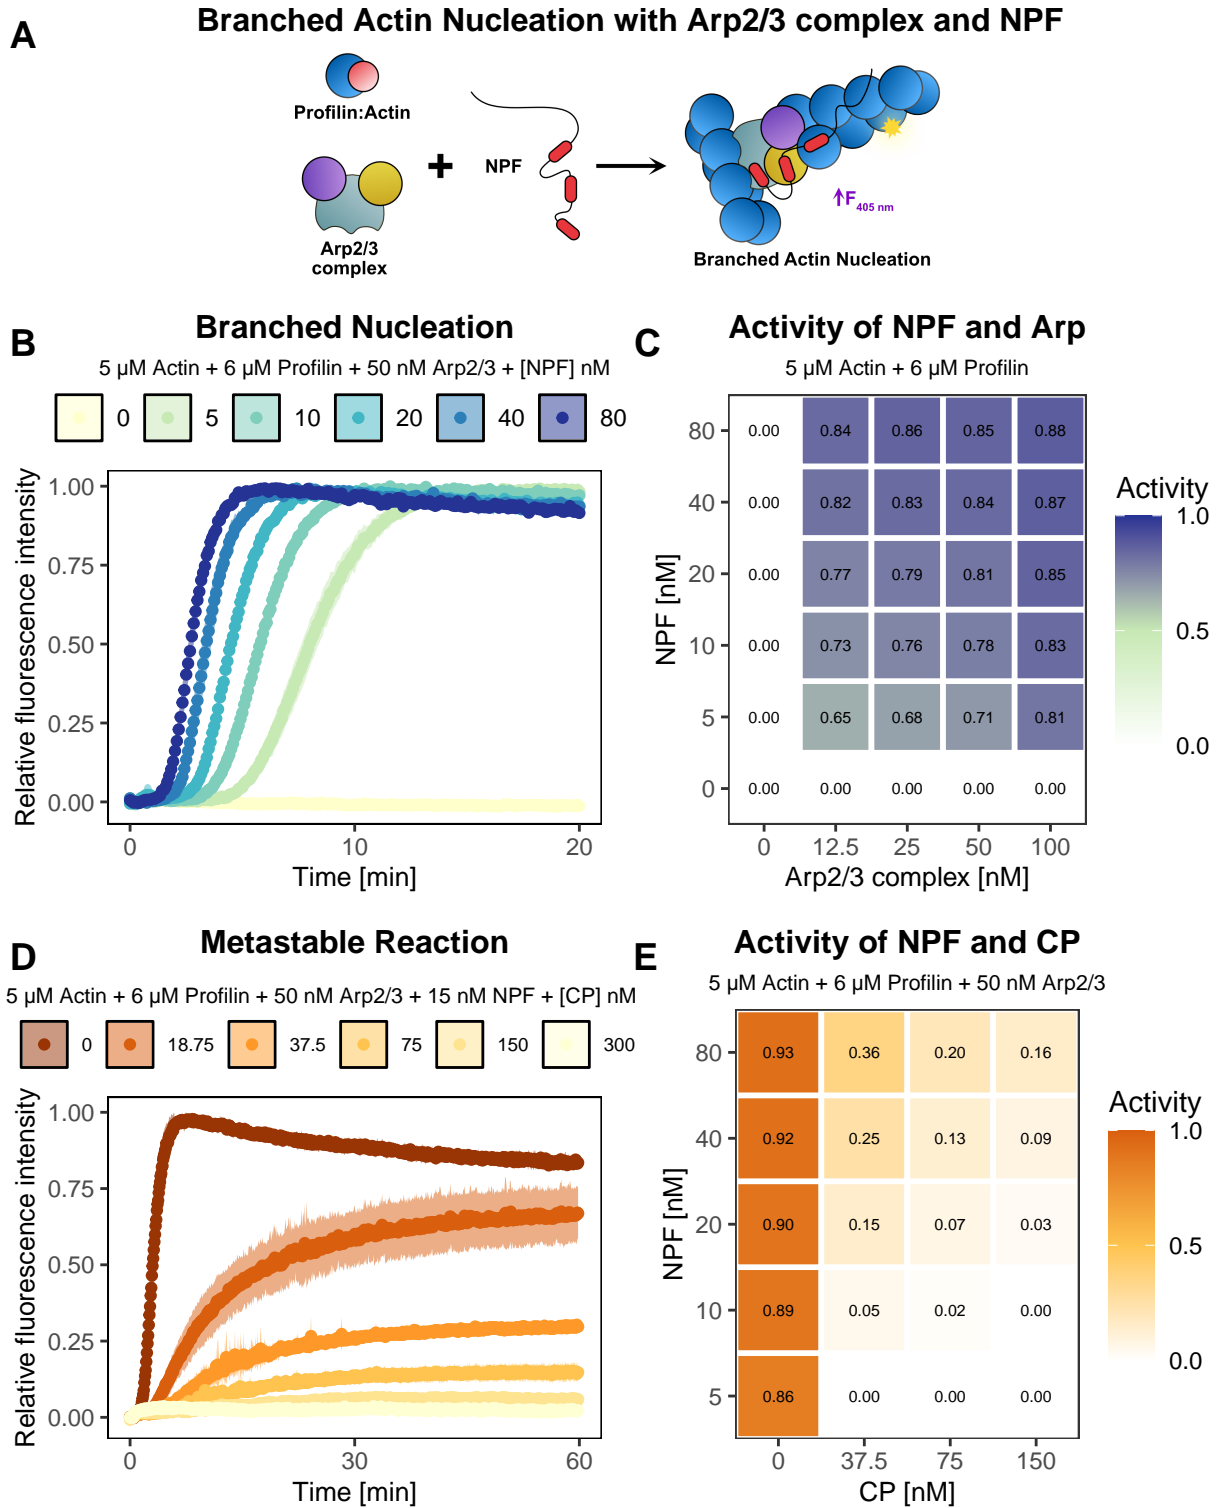 A
Branched Actin Nucleation with Arp2/3 complex and NPF
Profilin:Actin
+
NPF
Arp2/3
complex
↑F405 nm
Branched Actin Nucleation
B
Branched Nucleation
5 µM Actin + 6 µM Profilin + 50 nM Arp2/3 + [NPF] nM
0 5 10 20 40 80
Relative fluorescence intensity
1.00
0.75
0.50
0.25
0.00
0 10 20
Time [min]
C
Activity of NPF and Arp
5 µM Actin + 6 µM Profilin
NPF [nM]
80 0.00 0.84 0.86 0.85 0.88
40 0.00 0.82 0.83 0.84 0.87
20 0.00 0.77 0.79 0.81 0.85
10 0.00 0.73 0.76 0.78 0.83
5 0.00 0.65 0.68 0.71 0.81
0 0.00 0.00 0.00 0.00 0.00
0 12.5 25 50 100
Arp2/3 complex [nM]
Activity
1.0
0.5
0.0
D
Metastable Reaction
5 µM Actin + 6 µM Profilin + 50 nM Arp2/3 + 15 nM NPF + [CP] nM
0 18.75 37.5 75 150 300
Relative fluorescence intensity
1.00
0.75
0.50
0.25
0.00
0 30 60
Time [min]
E
Activity of NPF and CP
5 µM Actin + 6 µM Profilin + 50 nM Arp2/3
NPF [nM]
80 0.93 0.36 0.20 0.16
40 0.92 0.25 0.13 0.09
20 0.90 0.15 0.07 0.03
10 0.89 0.05 0.02 0.00
5 0.86 0.00 0.00 0.00
0 37.5 75 150
CP [nM]
Activity
1.0
0.5
0.0